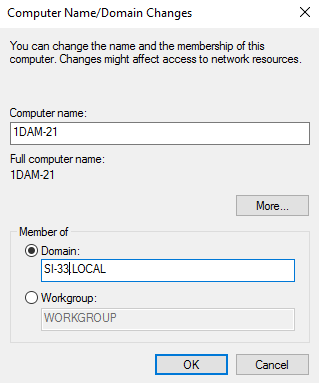 Computer Name/Domain Changes
You can change the name and the membership of this
computer. Changes might affect access to network resources.
Computer name:
1DAM-21
Full computer name:
1DAM-21
More...
Member of
Domain:
SI-33.LOCAL
Workgroup:
WORKGROUP
OK
Cancel